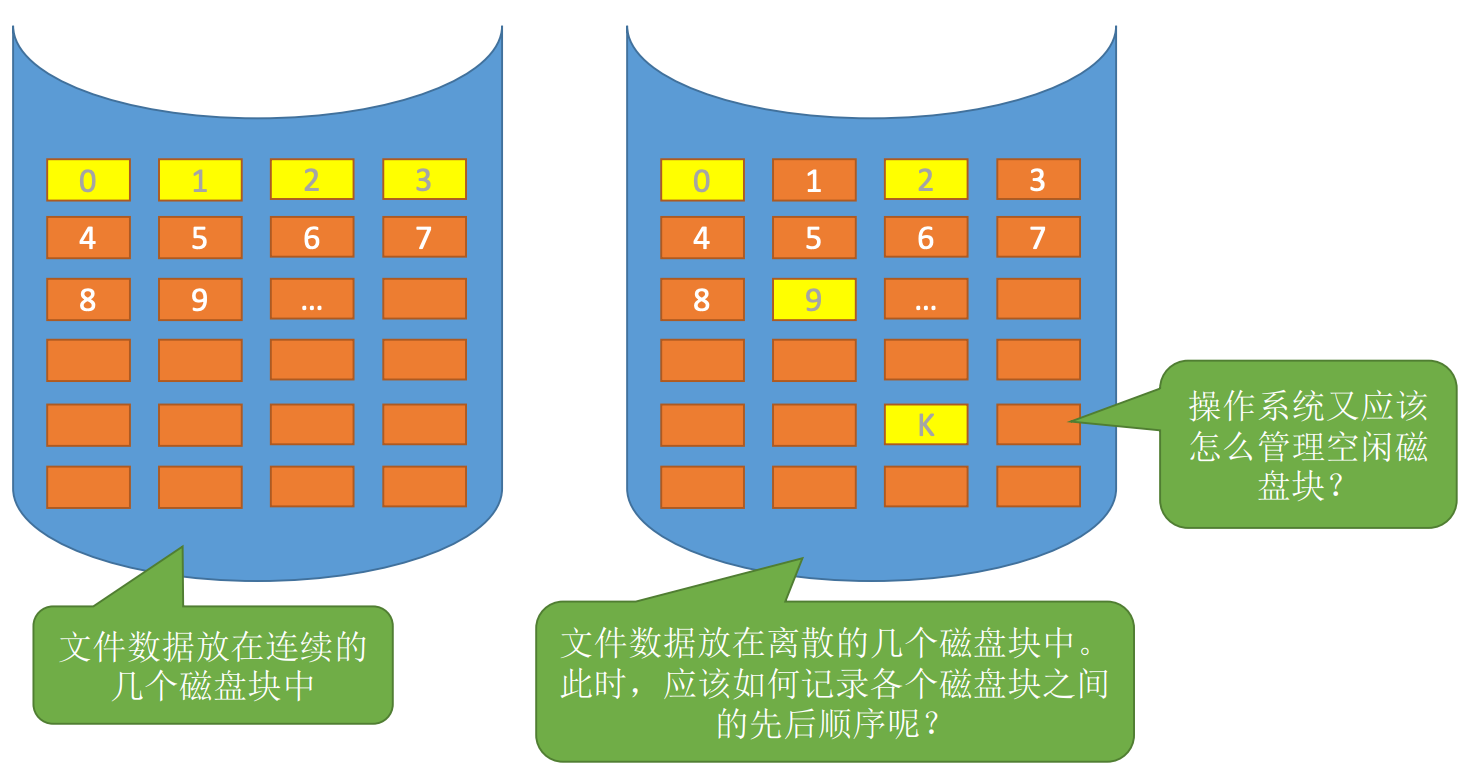 0 1 2 3
4 5 6 7
8 9 ...
0 1 2 3
4 5 6 7
8 9 ...
K
操作系统又应该
怎么管理空闲磁
盘块？
文件数据放在连续的
几个磁盘块中
文件数据放在离散的几个磁盘块中。
此时，应该如何记录各个磁盘块之间
的先后顺序呢？